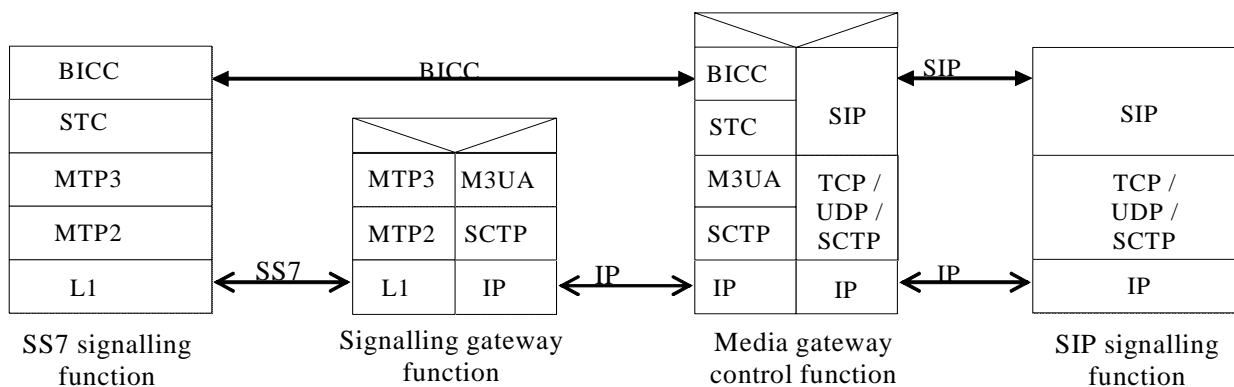 BICC
STC
MTP3
MTP2
L1
SS7 signalling
function
BICC
SS7
MTP3
M3UA
MTP2
SCTP
L1
IP
Signalling gateway
function
IP
BICC
STC
M3UA
SCTP
IP
SIP
TCP /
UDP /
SCTP
IP
Media gateway
control function
SIP
IP
SIP
TCP /
UDP /
SCTP
IP
SIP signalling
function